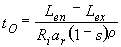 t_O = (L_en − L_ex) / (R_i a_r (1 − s) ρ)